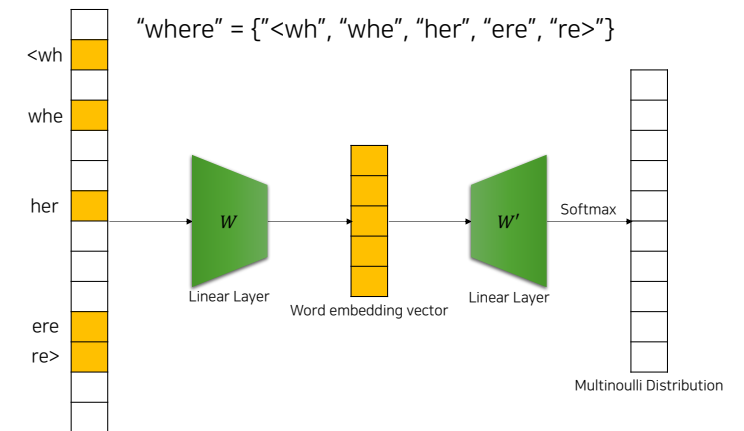 “where” = {”<wh”, “whe”, “her”, “ere”, “re>”}
<wh
whe
her
ere
re>
W
Linear Layer
Word embedding vector
W′
Linear Layer
Softmax
Multinoulli Distribution